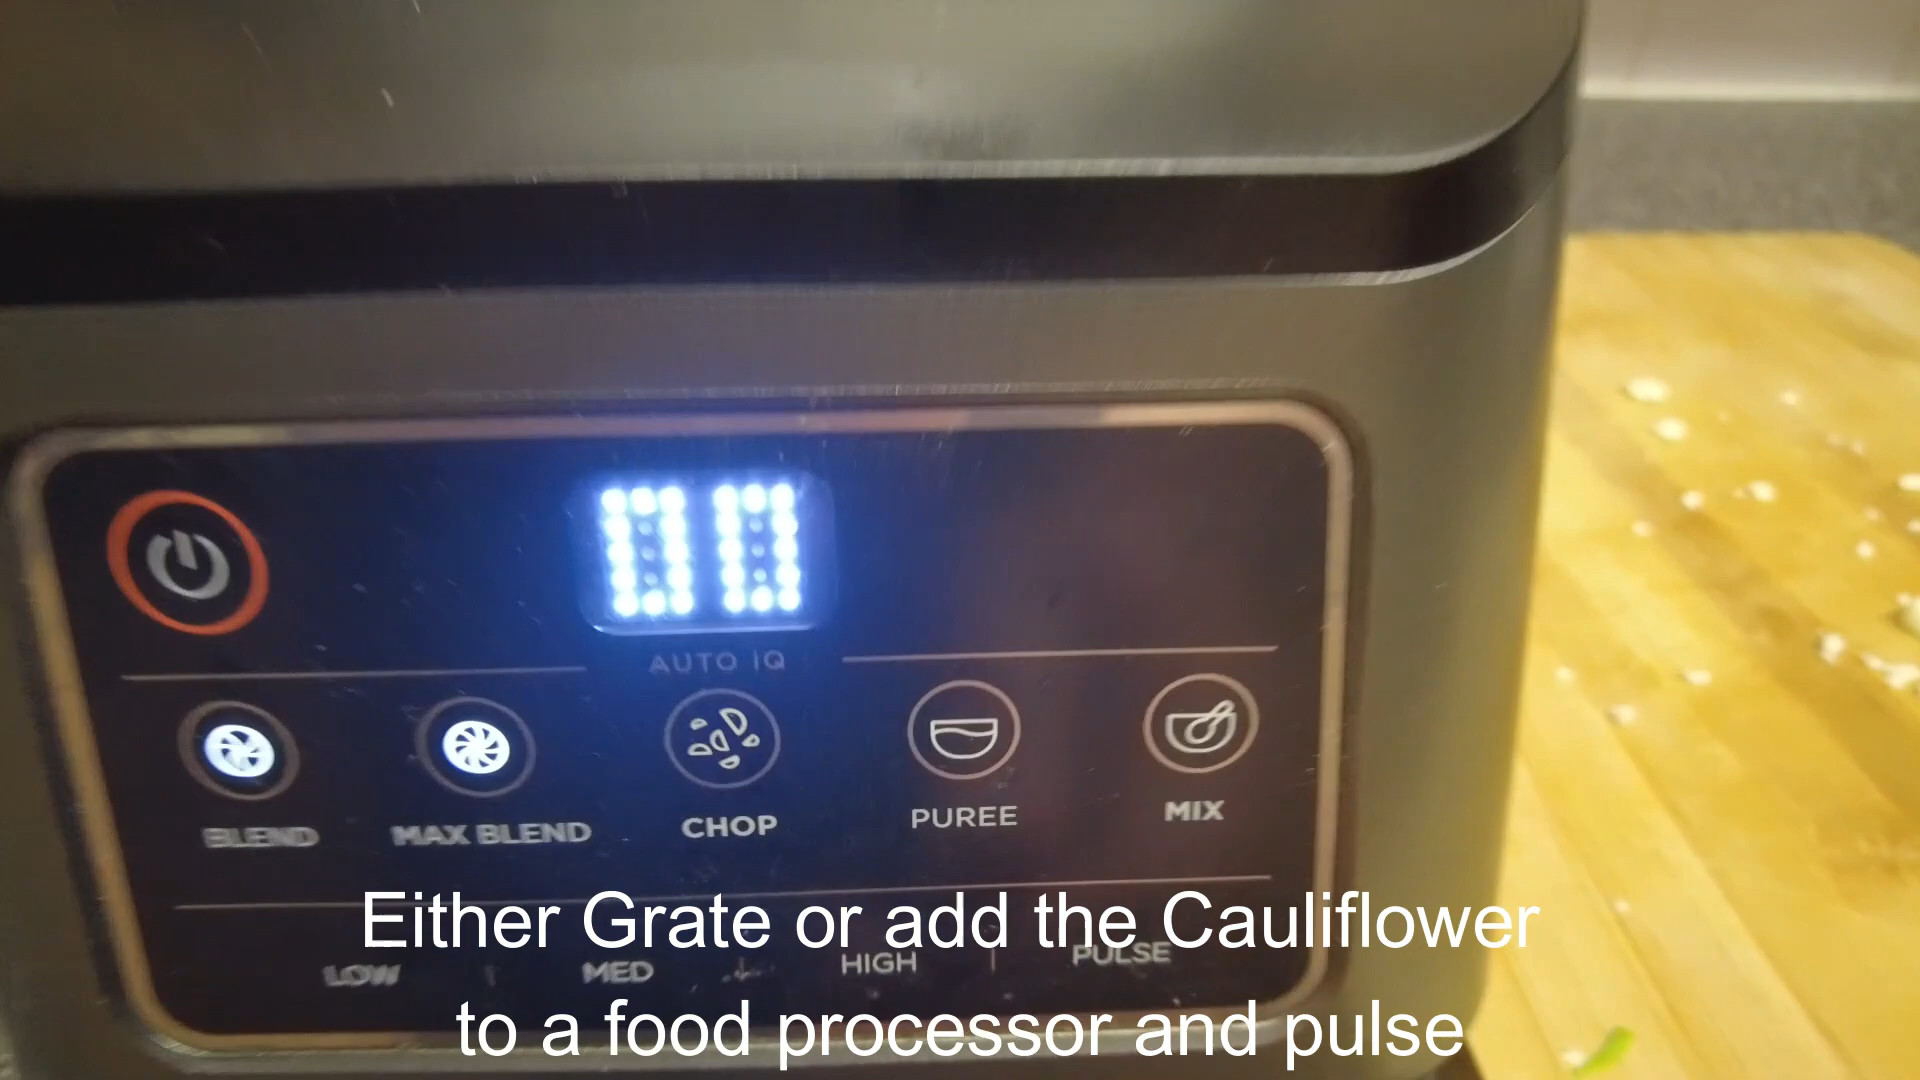 00
AUTO iQ
BLEND
MAX BLEND
CHOP
PUREE
MIX
LOW
MED
HIGH
PULSE
Either Grate or add the Cauliflower
to a food processor and pulse